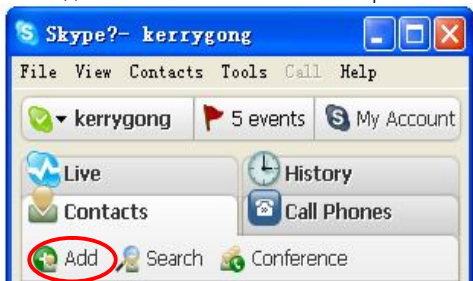 Skype?- kerrygong
File View Contacts Tools Call Help
kerrygong 5 events My Account
Live History
Contacts Call Phones
Add Search Conference